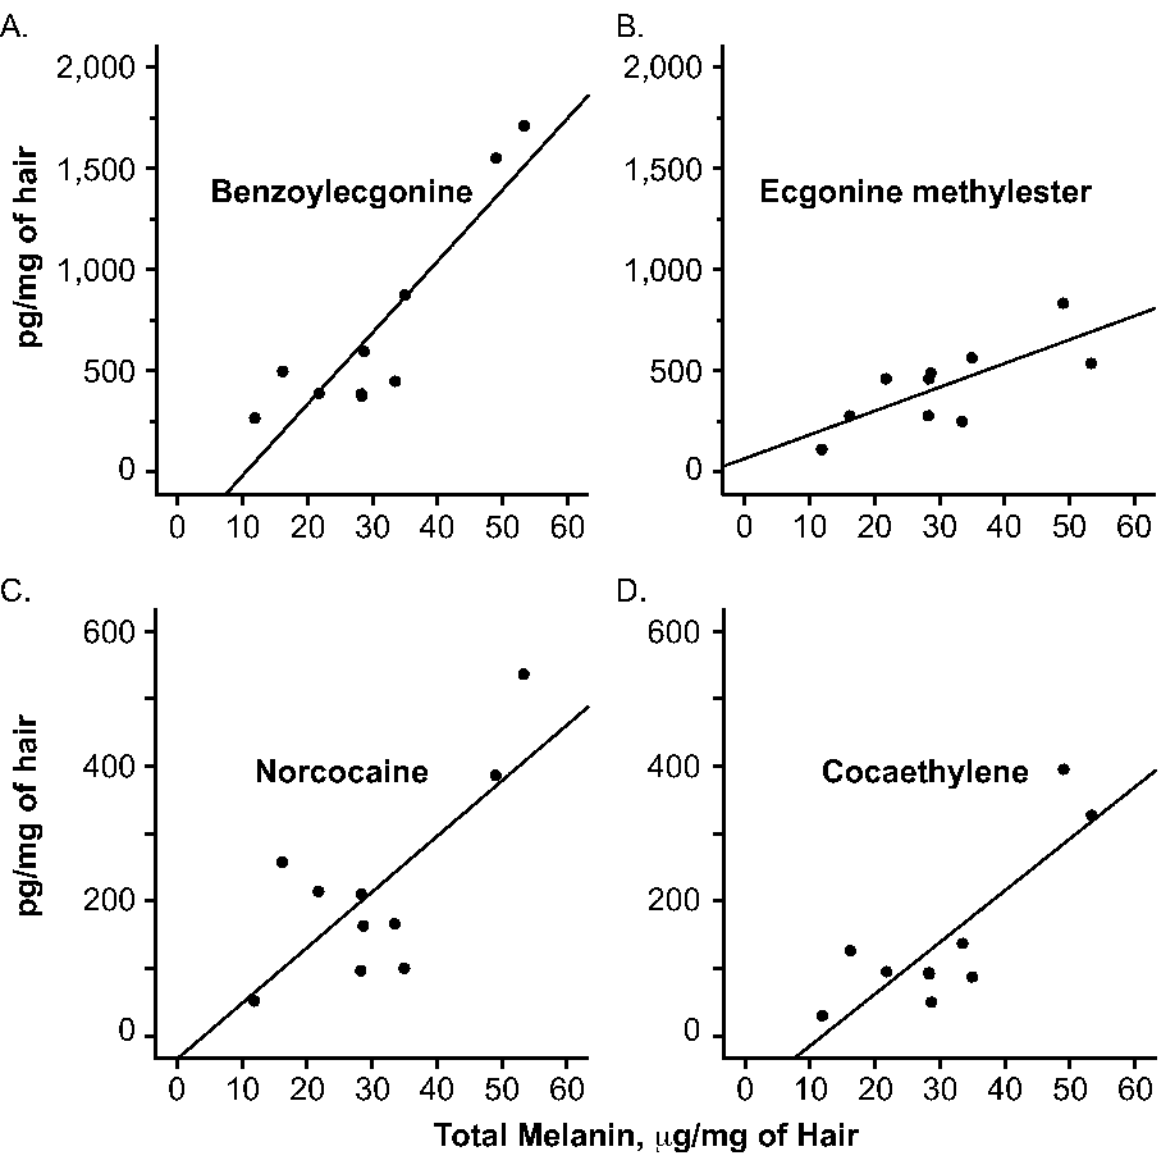 A.
2,000
1,500
1,000
500
0
pg/mg of hair
Benzoylecgonine
0 10 20 30 40 50 60
B.
2,000
1,500
1,000
500
0
Ecgonine methylester
0 10 20 30 40 50 60
C.
600
400
200
0
pg/mg of hair
Norcocaine
0 10 20 30 40 50 60
D.
600
400
200
0
Cocaethylene
0 10 20 30 40 50 60
Total Melanin, μg/mg of Hair